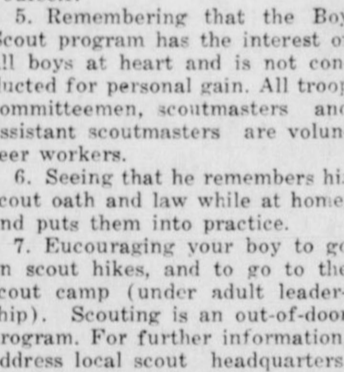 5. Remembering that the Boy
Scout program has the interest of
all boys at heart and is not con-
ducted for personal gain. All troop
committeemen, scoutmasters and
assistant scoutmasters are volun-
teer workers.
6. Seeing that he remembers his
scout oath and law while at home,
and puts them into practice.
7. Eucouraging your boy to go
on scout hikes, and to go to the
scout camp (under adult leader-
ship). Scouting is an out-of-door
program. For further information
address local scout headquarters